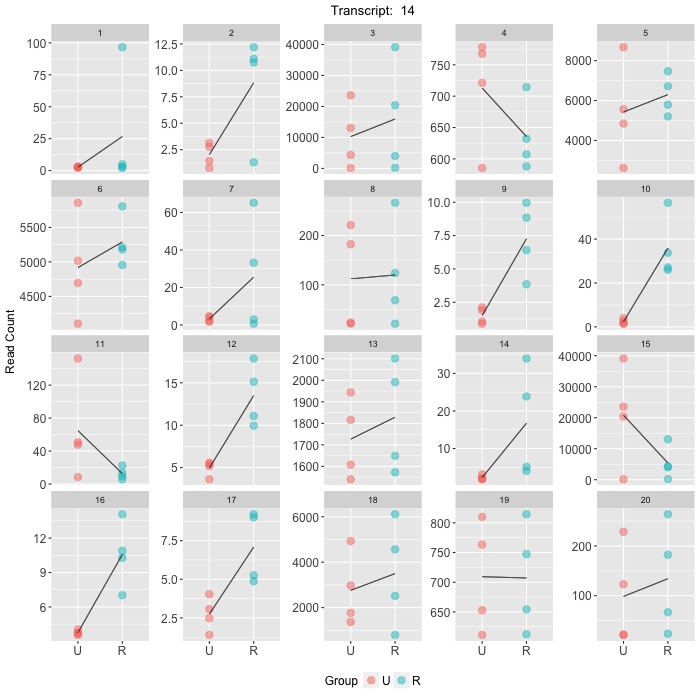 Transcript: 14
1 2 3 4 5
100 75 50 25 0
12.5 10.0 7.5 5.0 2.5
40000 30000 20000 10000 0
750 700 650 600
8000 6000 4000
6 7 8 9 10
5500 5000 4500
60 40 20 0
200 100
10.0 7.5 5.0 2.5
40 20 0
Read Count
11 12 13 14 15
120 80 40 0
15 10 5
2100 2000 1900 1800 1700 1600
30 20 10
40000 30000 20000 10000 0
16 17 18 19 20
12 9 6
7.5 5.0 2.5
6000 4000 2000
800 750 700 650
200 100
U R U R U R U R U R
Group U R